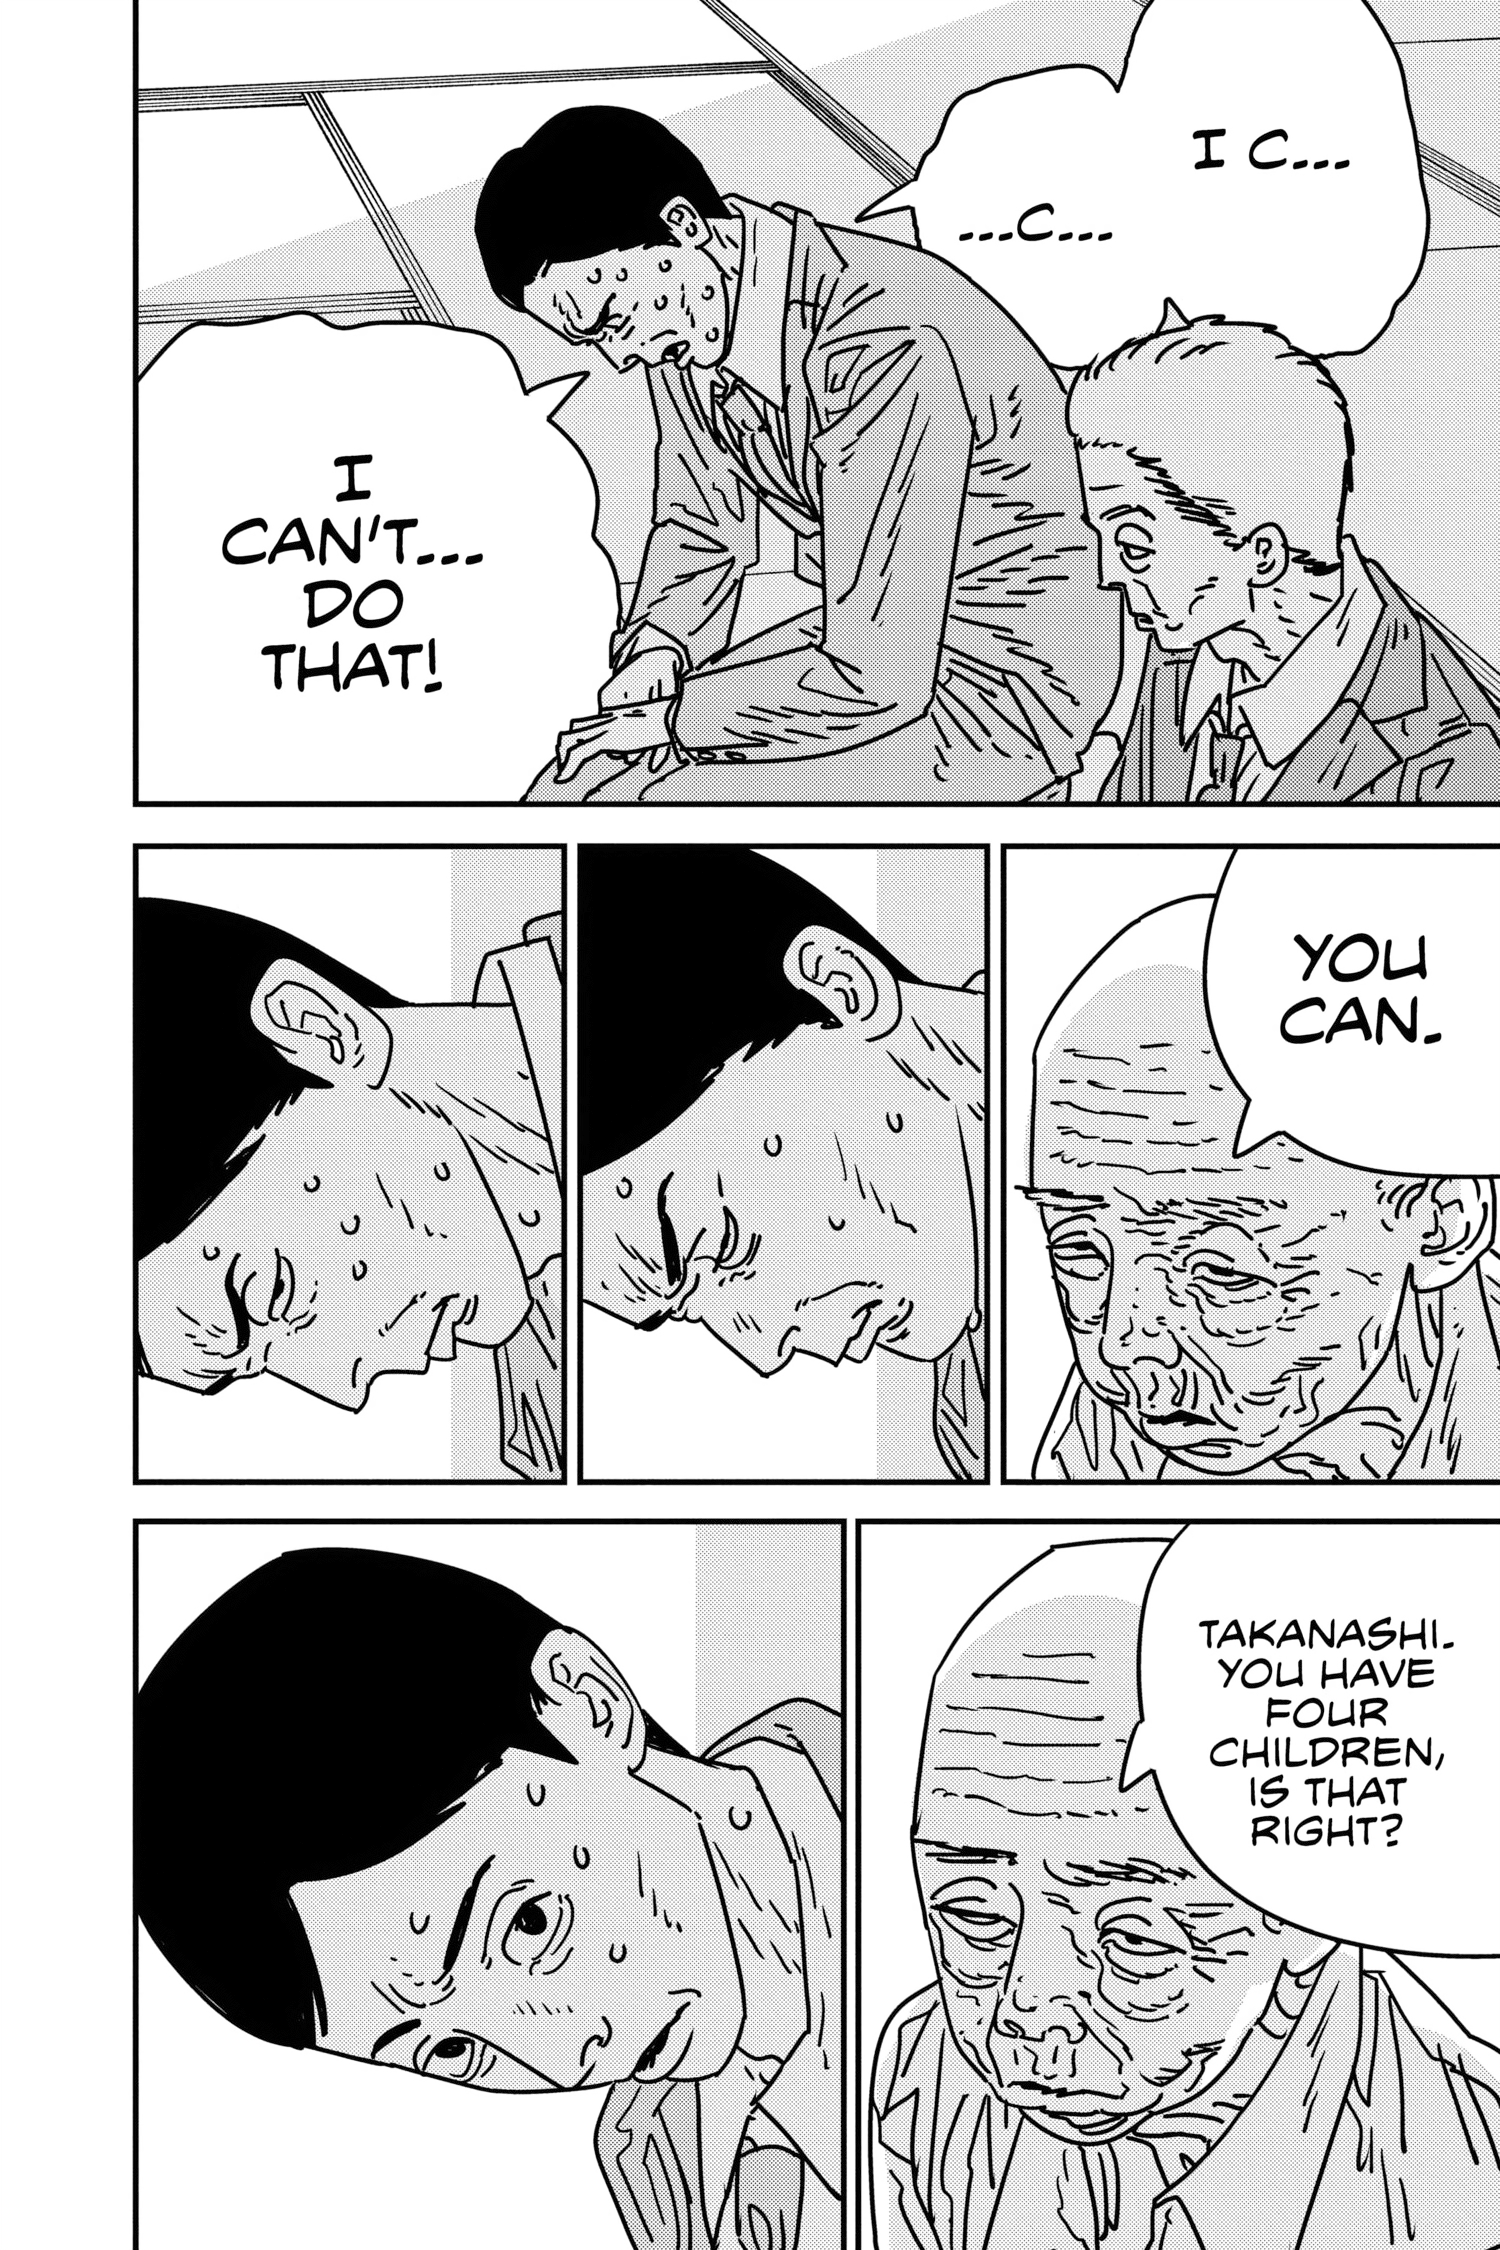 I C...
...C...
I
CAN'T...
DO
THAT!
YOU
CAN.
TAKANASHI.
YOU HAVE
FOUR
CHILDREN,
IS THAT
RIGHT?